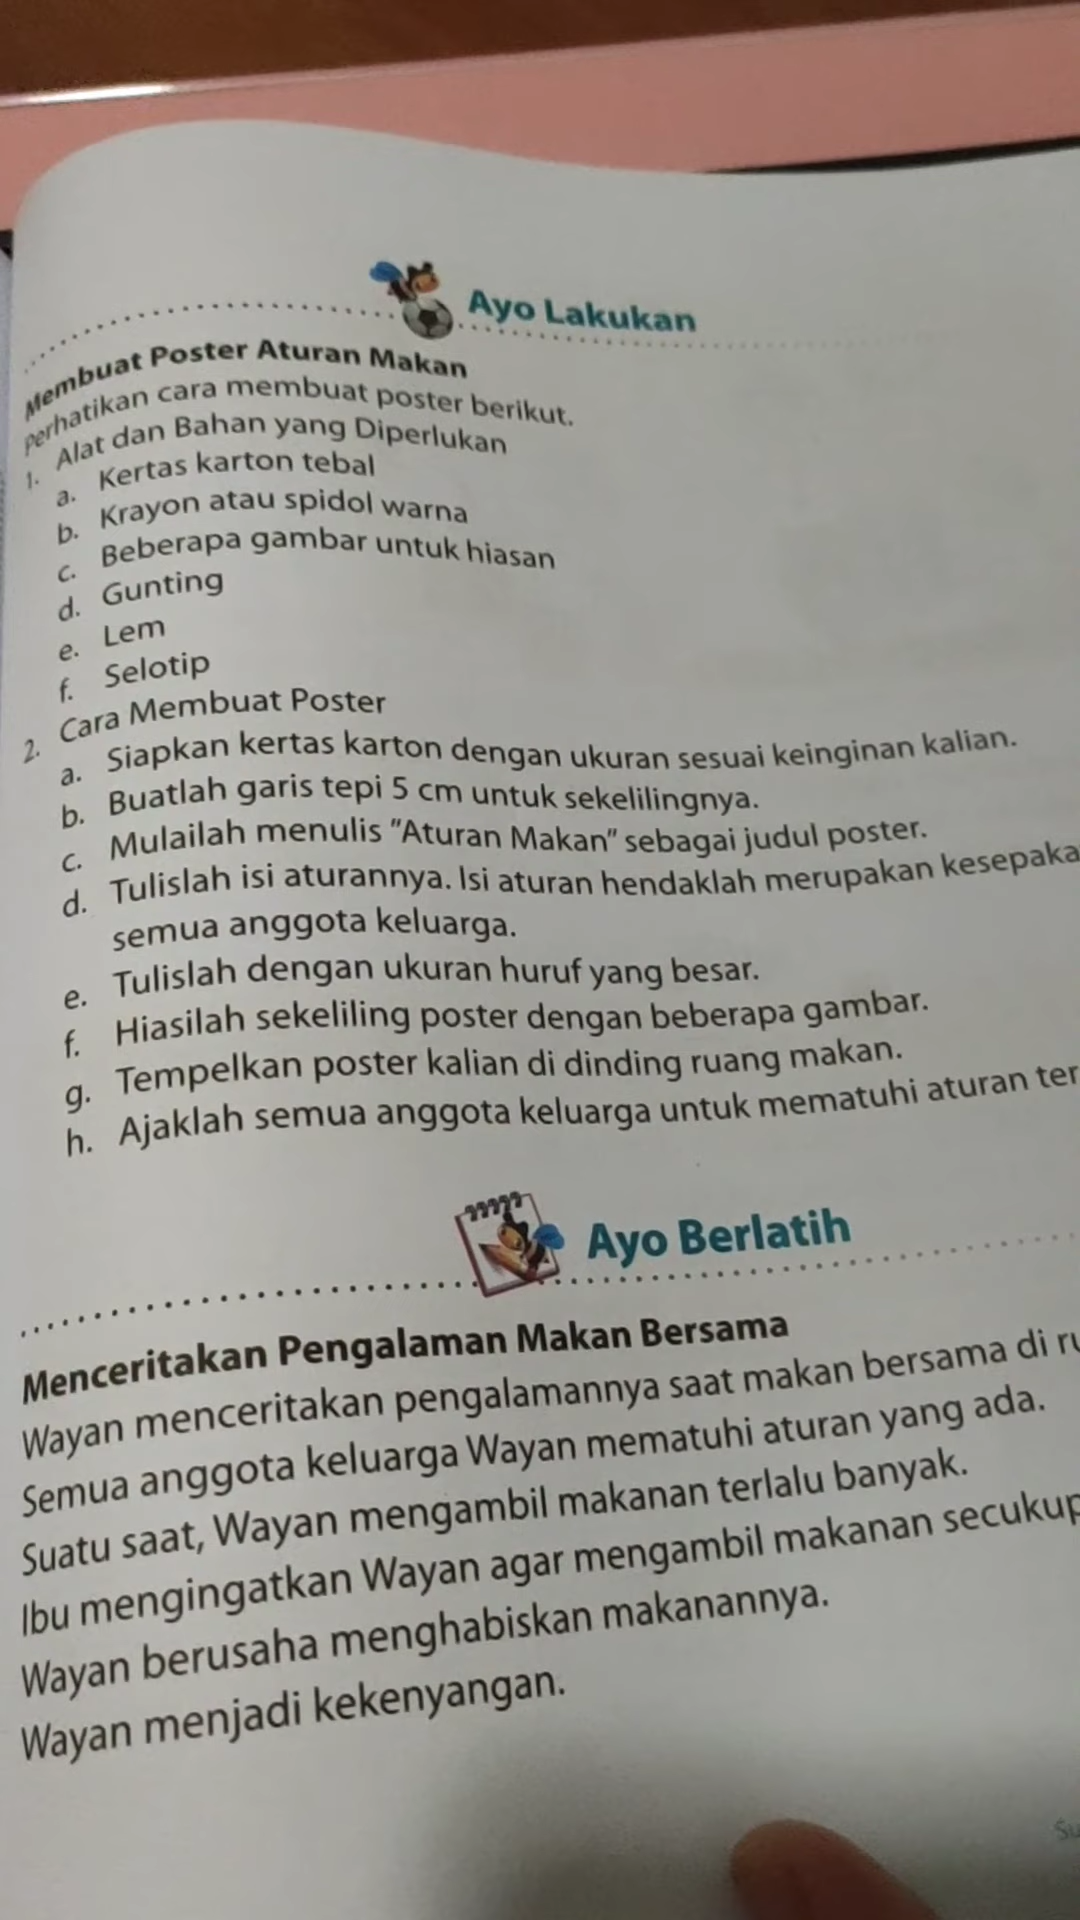 Ayo Lakukan
Membuat Poster Aturan Makan
Perhatikan cara membuat poster berikut.
1. Alat dan Bahan yang Diperlukan
a. Kertas karton tebal
b. Krayon atau spidol warna
c. Beberapa gambar untuk hiasan
d. Gunting
e. Lem
f. Selotip
2. Cara Membuat Poster
a. Siapkan kertas karton dengan ukuran sesuai keinginan kalian.
b. Buatlah garis tepi 5 cm untuk sekelilingnya.
c. Mulailah menulis "Aturan Makan" sebagai judul poster.
d. Tulislah isi aturannya. Isi aturan hendaklah merupakan
semua anggota keluarga.
e. Tulislah dengan ukuran huruf yang besar.
f. Hiasilah sekeliling poster dengan beberapa gambar.
g. Tempelkan poster kalian di dinding ruang makan.
h. Ajaklah semua anggota keluarga untuk mematuhi aturan
Ayo Berlatih
Menceritakan Pengalaman Makan Bersama
Wayan menceritakan pengalamannya saat makan bersama di
Semua anggota keluarga Wayan mematuhi aturan yang ada.
Suatu saat, Wayan mengambil makanan terlalu banyak.
Ibu mengingatkan Wayan agar mengambil makanan
Wayan berusaha menghabiskan makanannya.
Wayan menjadi kekenyangan.